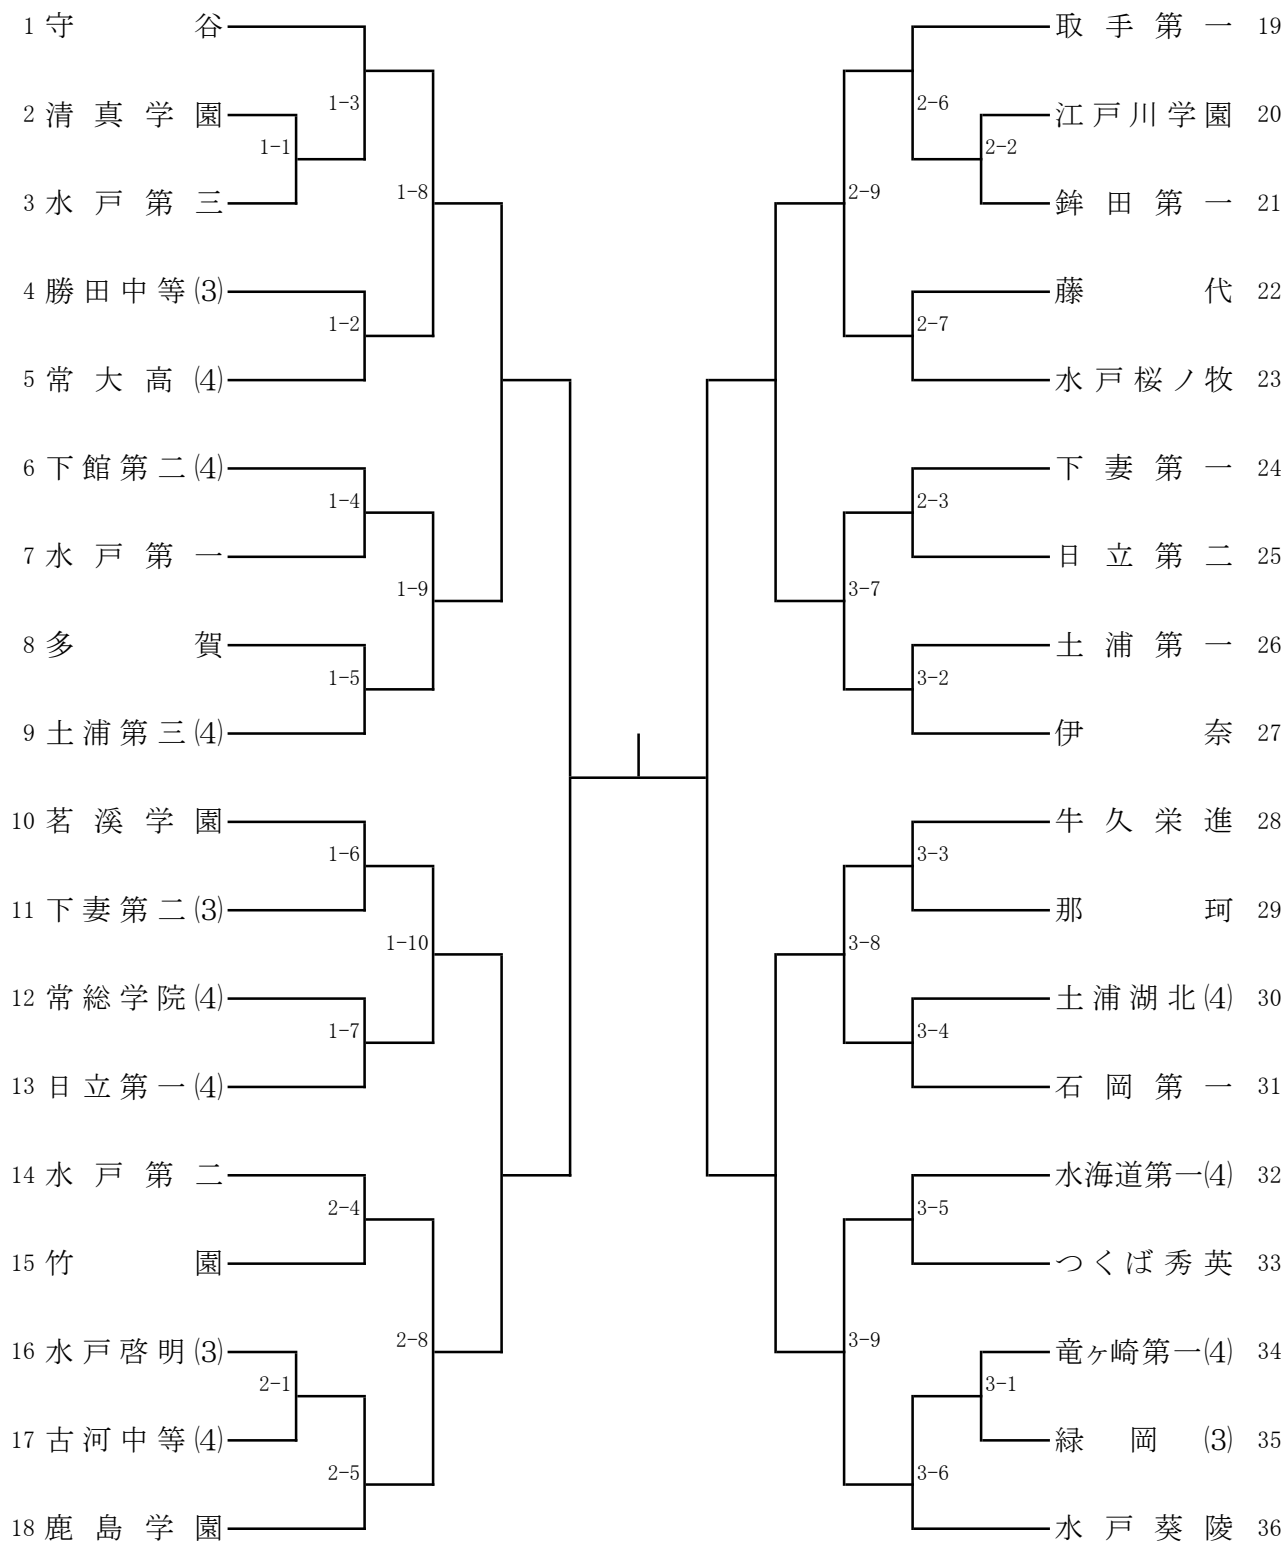 1 守谷
2 清真学園
3 水戸第三
4 勝田中等(3)
5 常大高(4)
6 下館第二(4)
7 水戸第一
8 多賀
9 土浦第三(4)
10 茗溪学園
11 下妻第二(3)
12 常総学院(4)
13 日立第一(4)
14 水戸第二
15 竹園
16 水戸啓明(3)
17 古河中等(4)
18 鹿島学園
1-1
1-3
1-2
1-8
1-4
1-9
1-5
1-6
1-10
1-7
2-4
2-8
2-1
2-5
2-6
2-2
2-9
2-7
2-3
3-7
3-2
3-3
3-8
3-4
3-5
3-9
3-1
3-6
取手第一 19
江戸川学園 20
鉾田第一 21
藤代 22
水戸桜ノ牧 23
下妻第一 24
日立第二 25
土浦第一 26
伊奈 27
牛久栄進 28
那珂 29
土浦湖北(4) 30
石岡第一 31
水海道第一(4) 32
つくば秀英 33
竜ヶ崎第一(4) 34
緑岡(3) 35
水戸葵陵 36